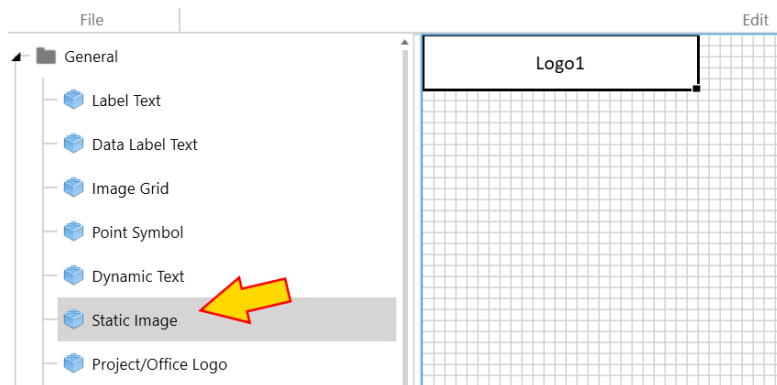 File
Edit
General
Label Text
Data Label Text
Image Grid
Point Symbol
Dynamic Text
Static Image
Project/Office Logo
Logo1